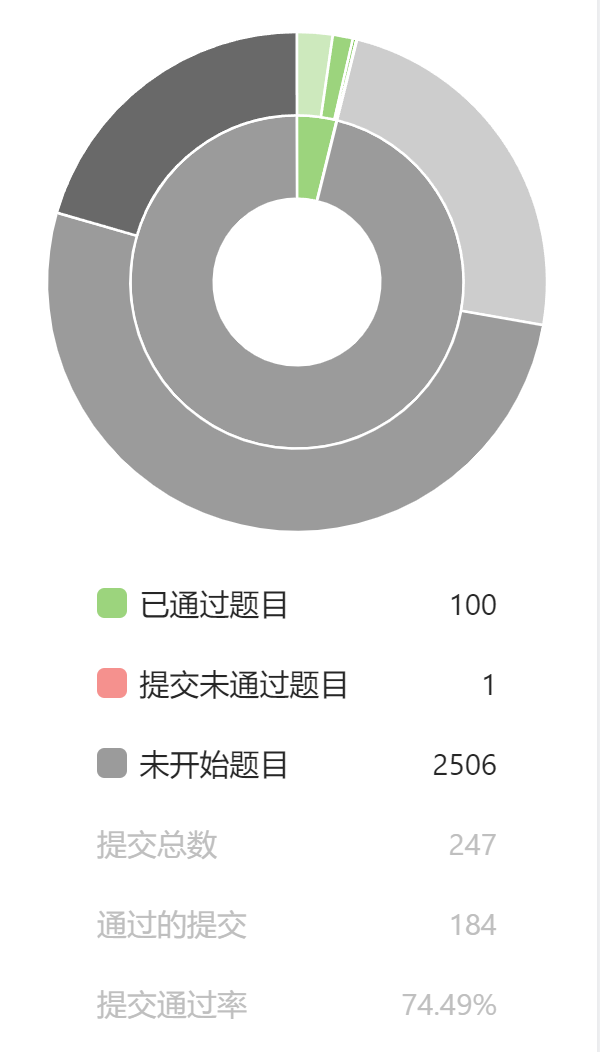 已通过题目 100
提交未通过题目 1
未开始题目 2506
提交总数 247
通过的提交 184
提交通过率 74.49%